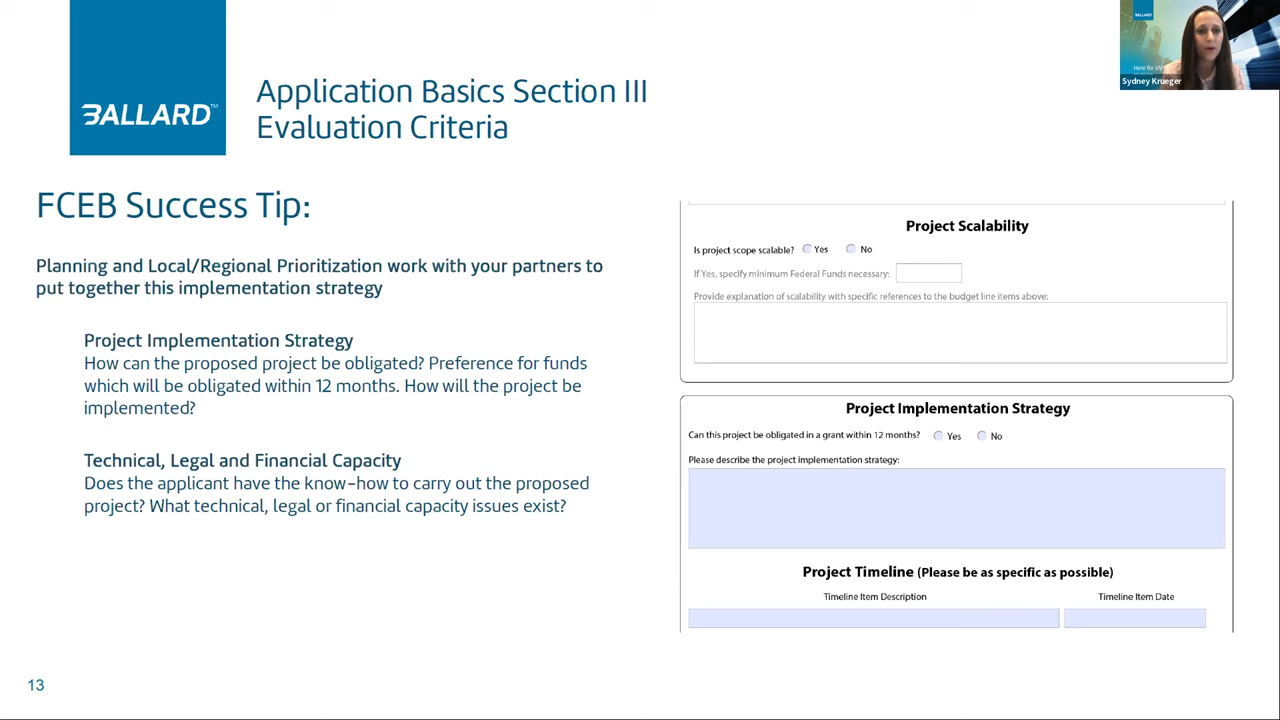 BALLARD™
Application Basics Section III
Evaluation Criteria
FCEB Success Tip:
Planning and Local/Regional Prioritization work with your partners to
put together this implementation strategy
Project Implementation Strategy
How can the proposed project be obligated? Preference for funds
which will be obligated within 12 months. How will the project be
implemented?
Technical, Legal and Financial Capacity
Does the applicant have the know-how to carry out the proposed
project? What technical, legal or financial capacity issues exist?
13
Project Scalability
Is project scope scalable? Yes No
If Yes, specify minimum Federal Funds necessary:
Provide explanation of scalability with specific references to the budget line items above:
Project Implementation Strategy
Can this project be obligated in a grant within 12 months? Yes No
Please describe the project implementation strategy:
Project Timeline (Please be as specific as possible)
Timeline Item Description Timeline Item Date
BALLARD
Here for life
Sydney Krueger